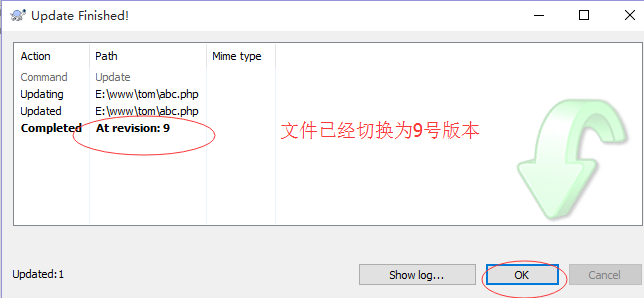 Update Finished!
Action Path Mime type
Command Update
Updating E:\www\tom\abc.php
Updated E:\www\tom\abc.php
Completed At revision: 9
文件已经切换为9号版本
Updated:1
Show log... OK Cancel